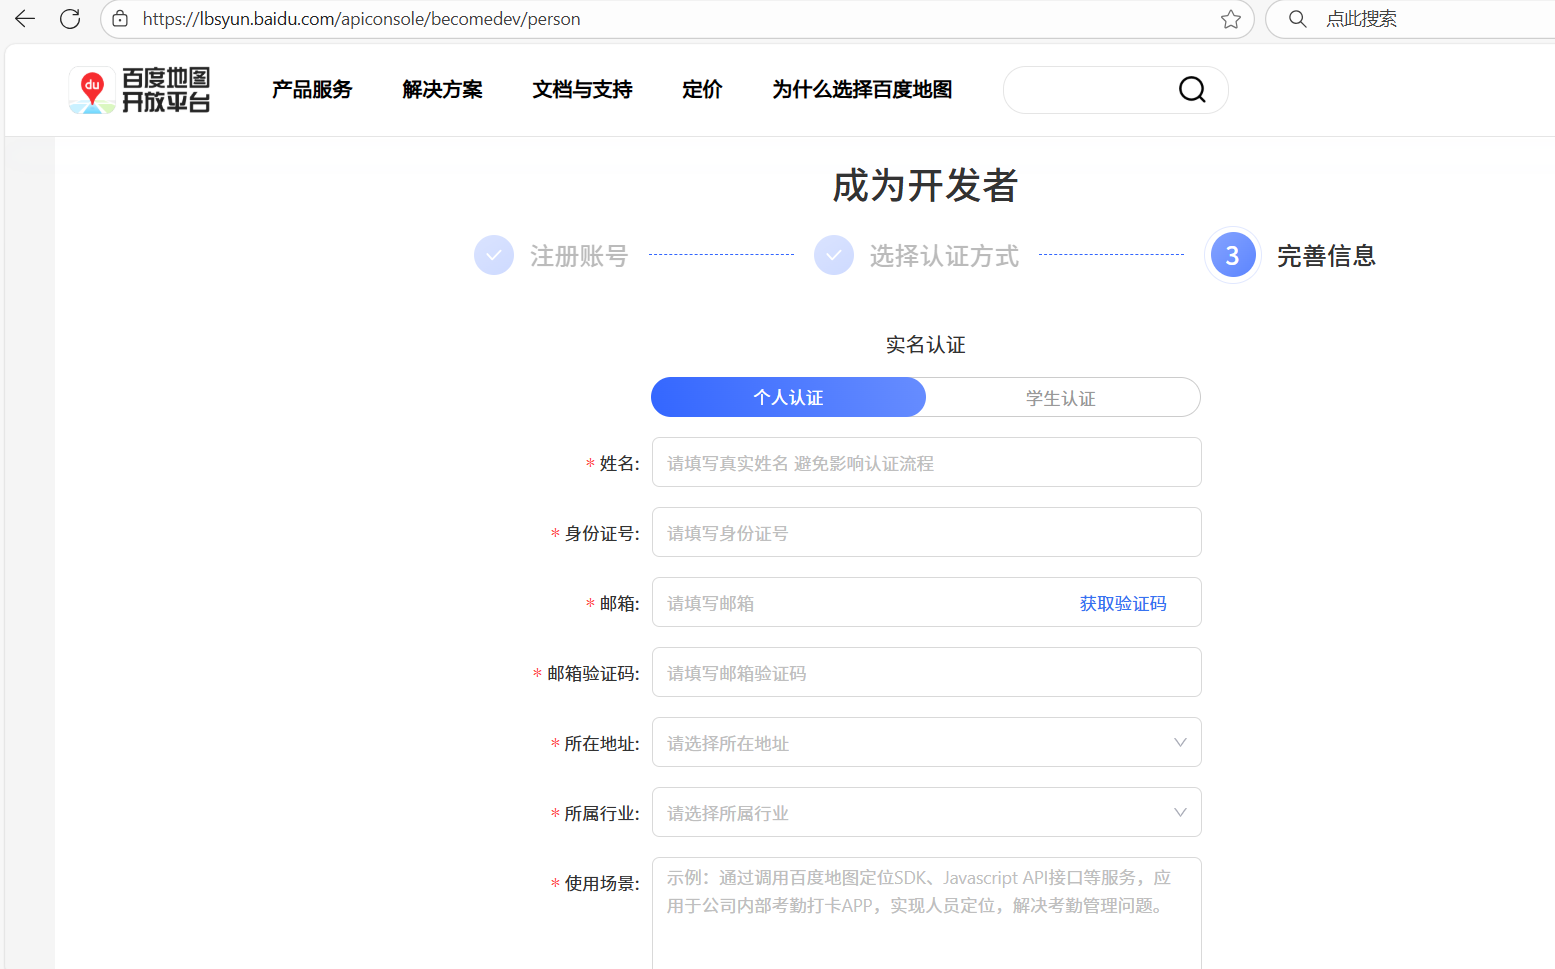 https://lbsyun.baidu.com/apiconsole/becomedev/person
点此搜索
du
百度地图
开放平台
产品服务 解决方案 文档与支持 定价 为什么选择百度地图
成为开发者
注册账号 选择认证方式 3 完善信息
实名认证
个人认证 学生认证
* 姓名: 请填写真实姓名 避免影响认证流程
* 身份证号: 请填写身份证号
* 邮箱: 请填写邮箱 获取验证码
* 邮箱验证码: 请填写邮箱验证码
* 所在地址: 请选择所在地址
* 所属行业: 请选择所属行业
* 使用场景: 示例：通过调用百度地图定位SDK、Javascript API接口等服务，应
用于公司内部考勤打卡APP，实现人员定位，解决考勤管理问题。